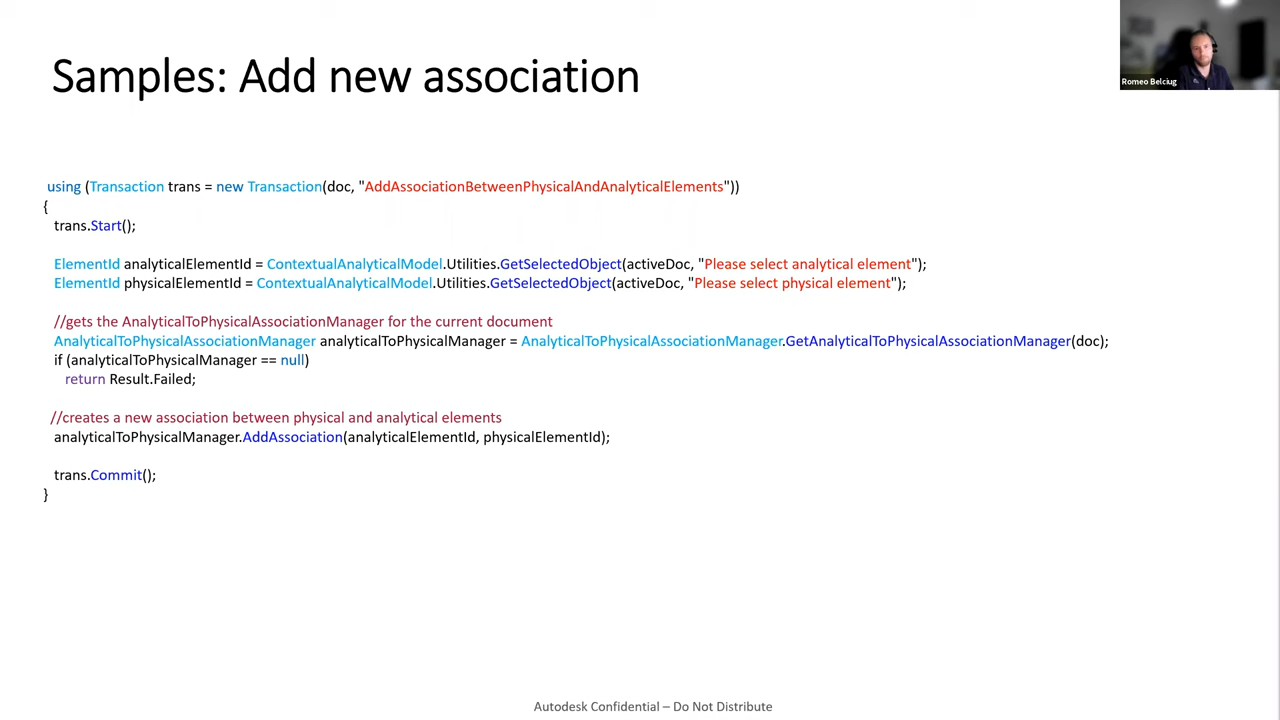 Samples: Add new association
Romeo Belciug
using (Transaction trans = new Transaction(doc, "AddAssociationBetweenPhysicalAndAnalyticalElements"))
{
trans.Start();
ElementId analyticalElementId = ContextualAnalyticalModel.Utilities.GetSelectedObject(activeDoc, "Please select analytical element");
ElementId physicalElementId = ContextualAnalyticalModel.Utilities.GetSelectedObject(activeDoc, "Please select physical element");
//gets the AnalyticalToPhysicalAssociationManager for the current document
AnalyticalToPhysicalAssociationManager analyticalToPhysicalManager = AnalyticalToPhysicalAssociationManager.GetAnalyticalToPhysicalAssociationManager(doc);
if (analyticalToPhysicalManager == null)
return Result.Failed;
//creates a new association between physical and analytical elements
analyticalToPhysicalManager.AddAssociation(analyticalElementId, physicalElementId);
trans.Commit();
}
Autodesk Confidential – Do Not Distribute